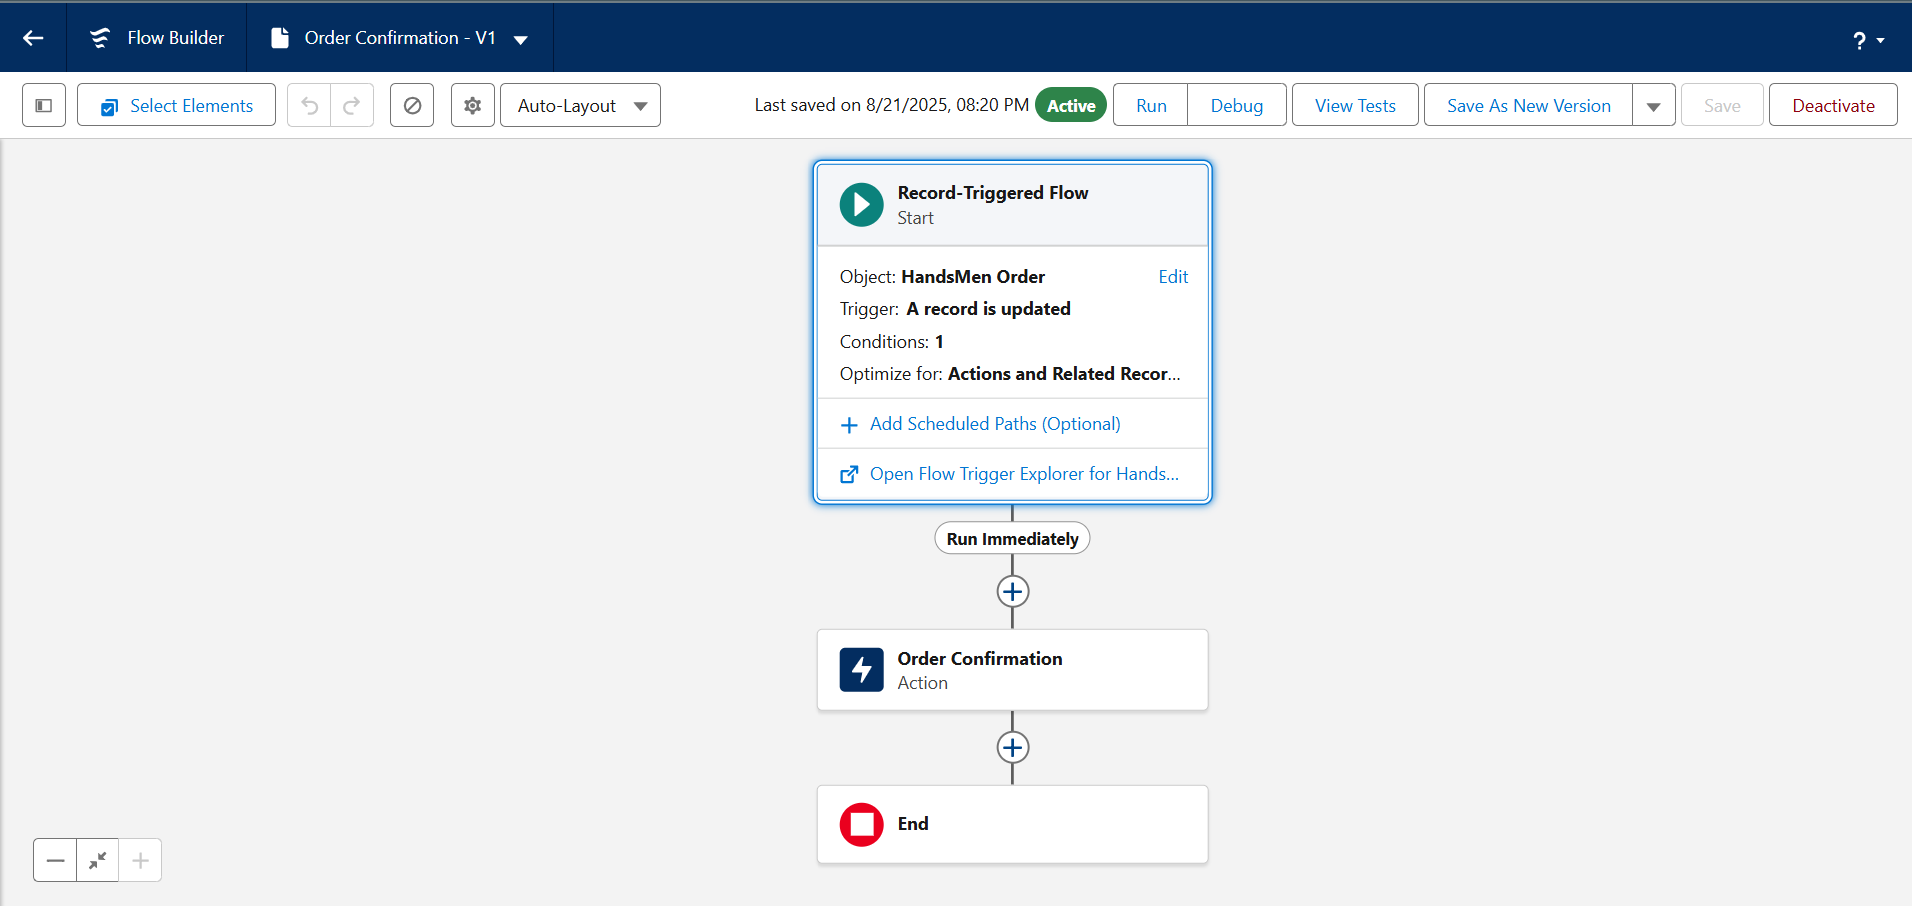 Flow Builder
Order Confirmation - V1
?
Select Elements
Auto-Layout
Last saved on 8/21/2025, 08:20 PM
Active
Run
Debug
View Tests
Save As New Version
Save
Deactivate
Record-Triggered Flow
Start
Object: HandsMen Order
Edit
Trigger: A record is updated
Conditions: 1
Optimize for: Actions and Related Recor...
Add Scheduled Paths (Optional)
Open Flow Trigger Explorer for Hands...
Run Immediately
Order Confirmation
Action
End